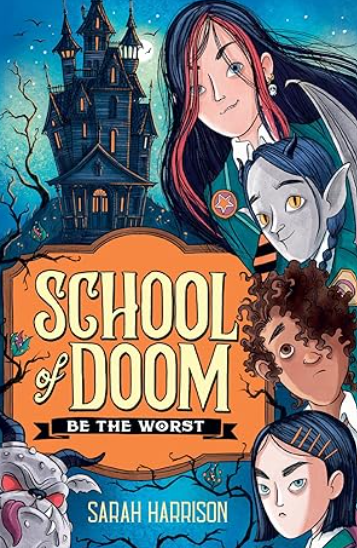 SCHOOL
of DOOM
BE THE WORST
SARAH HARRISON